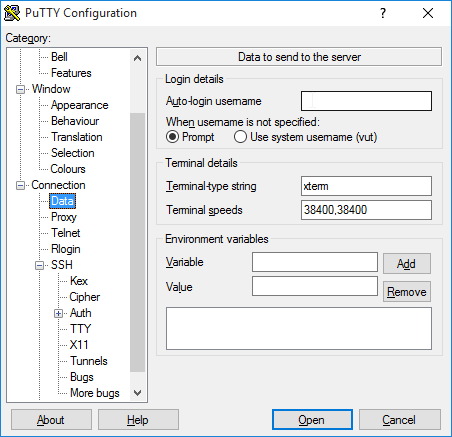 PuTTY Configuration
?
Category:
Bell
Features
Window
Appearance
Behaviour
Translation
Selection
Colours
Connection
Data
Proxy
Telnet
Rlogin
SSH
Kex
Cipher
Auth
TTY
X11
Tunnels
Bugs
More bugs
Data to send to the server
Login details
Auto-login username
When username is not specified:
Prompt Use system username (vut)
Terminal details
Terminal-type string xterm
Terminal speeds 38400,38400
Environment variables
Variable Add
Value Remove
About Help Open Cancel